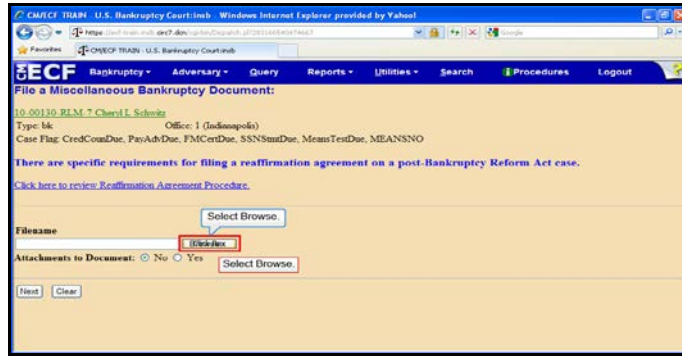 CM/ECF TRAIN - U.S. Bankruptcy Court:insb - Windows Internet Explorer provided by Yahoo!
Google
Favorites CM/ECF TRAIN - U.S. Bankruptcy Court:insb
ECF Bankruptcy Adversary Query Reports Utilities Search Procedures Logout
File a Miscellaneous Bankruptcy Document:
10-00130-RLM-7 Cheryl L Schwitz
Type: bk Office: 1 (Indianapolis)
Case Flag: CredCounDue, PayAdvDue, FMCertDue, SSNStmtDue, MeansTestDue, MEANSNO
There are specific requirements for filing a reaffirmation agreement on a post-Bankruptcy Reform Act case.
Click here to review Reaffirmation Agreement Procedure.
Select Browse.
Filename
Attachments to Document: No Yes
Select Browse.
Next Clear